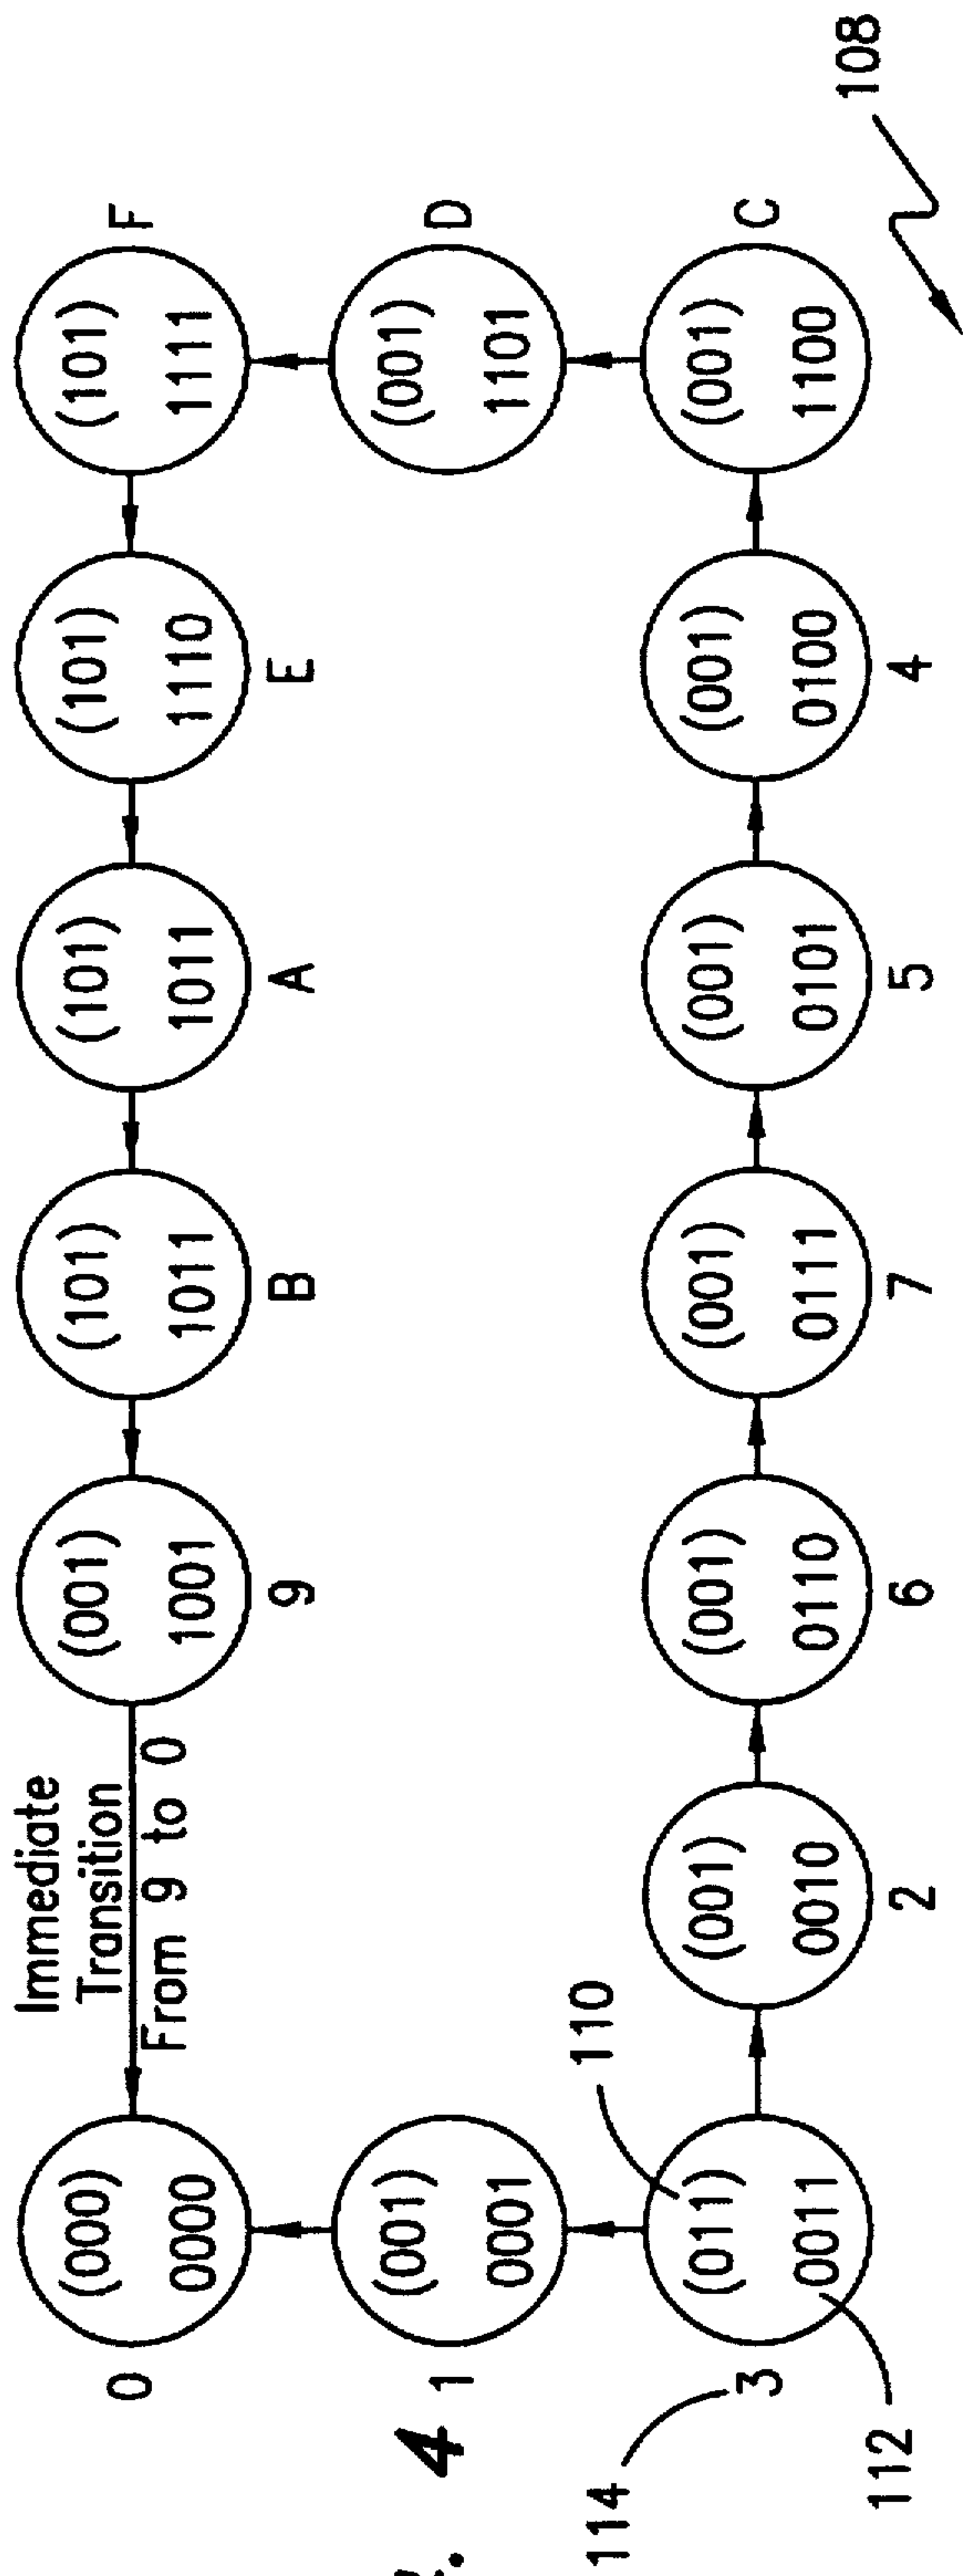 Immediate
Transition
From 9 to 0
(000) (001) (101) (101) (101) (101)
0 F
0000 1001 1011 1011 1110 1111
9 B A E
(001) (001)
1 D
0001 1101
4
110
114
(011) (001) (001) (001) (001) (001) (001)
3 C
0011 0010 0110 0111 0101 0100 1100
112 2 6 7 5 4 108